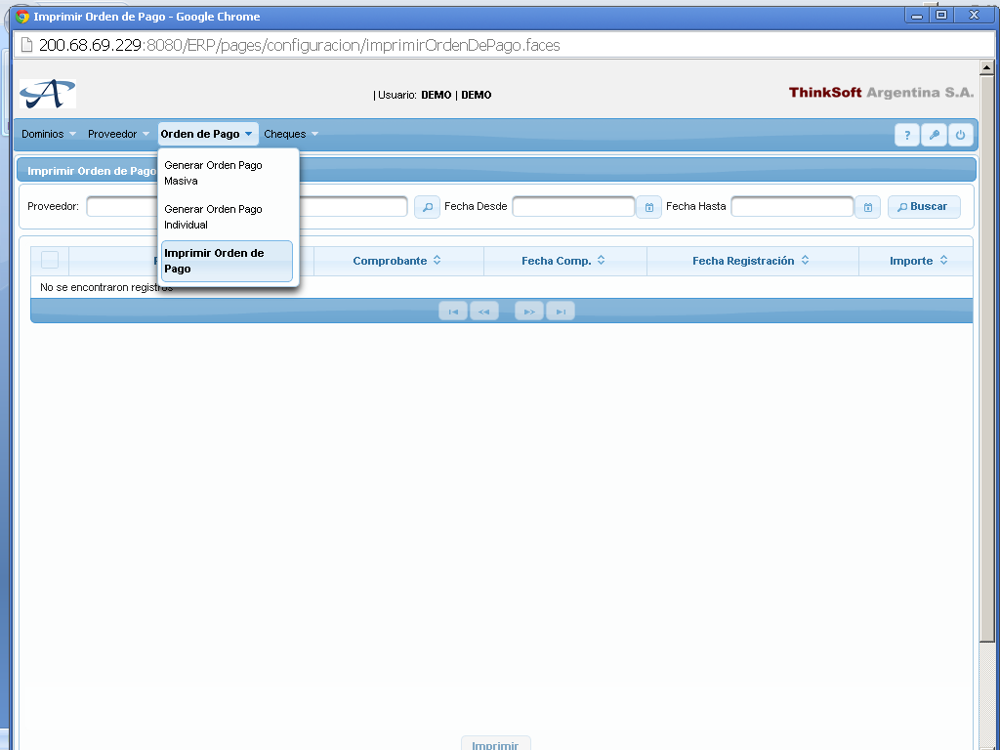 Imprimir Orden de Pago - Google Chrome
200.68.69.229:8080/ERP/pages/configuracion/imprimirOrdenDePago.faces
| Usuario: DEMO | DEMO
ThinkSoft Argentina S.A.
Dominios Proveedor Orden de Pago Cheques ?
Imprimir Orden de Pago
Generar Orden Pago
Masiva
Generar Orden Pago
Individual
Imprimir Orden de
Pago
Proveedor: Fecha Desde Fecha Hasta Buscar
Comprobante Fecha Comp. Fecha Registración Importe
No se encontraron registros
Imprimir